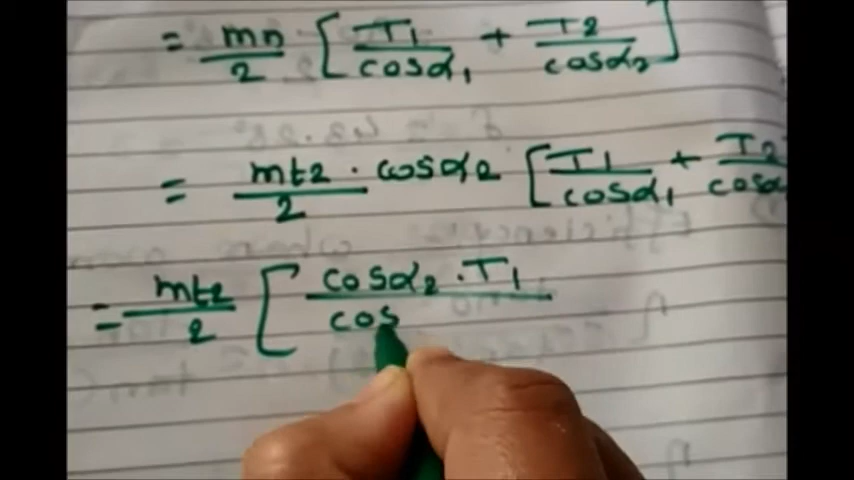 = mn/2 [T1/cosα1 + T2/cosα2]
= mt2/2 · cosα2 [T1/cosα1 + T2/cosα
= mt2/2 [cosα2 · T1/cos